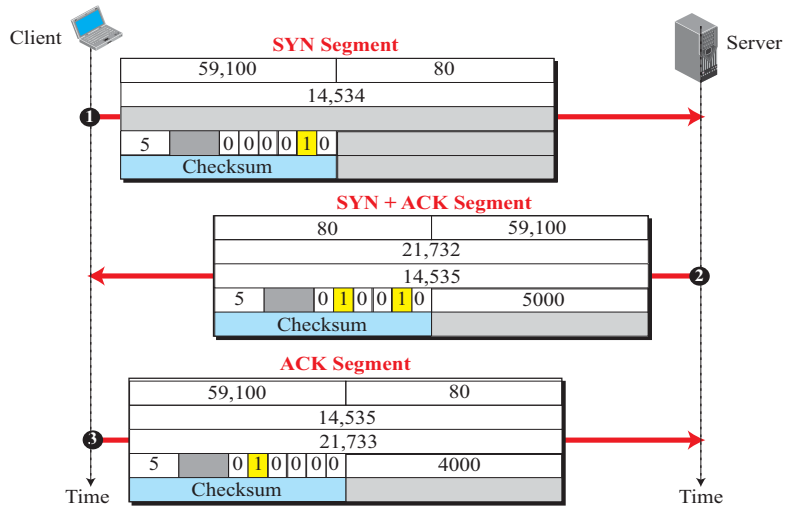 Client
Server
SYN Segment
59,100 80
14,534
1
5 0 0 0 0 1 0
Checksum
SYN + ACK Segment
80 59,100
21,732
14,535
2
5 0 1 0 0 1 0 5000
Checksum
ACK Segment
59,100 80
14,535
21,733
3
5 0 1 0 0 0 0 4000
Checksum
Time
Time